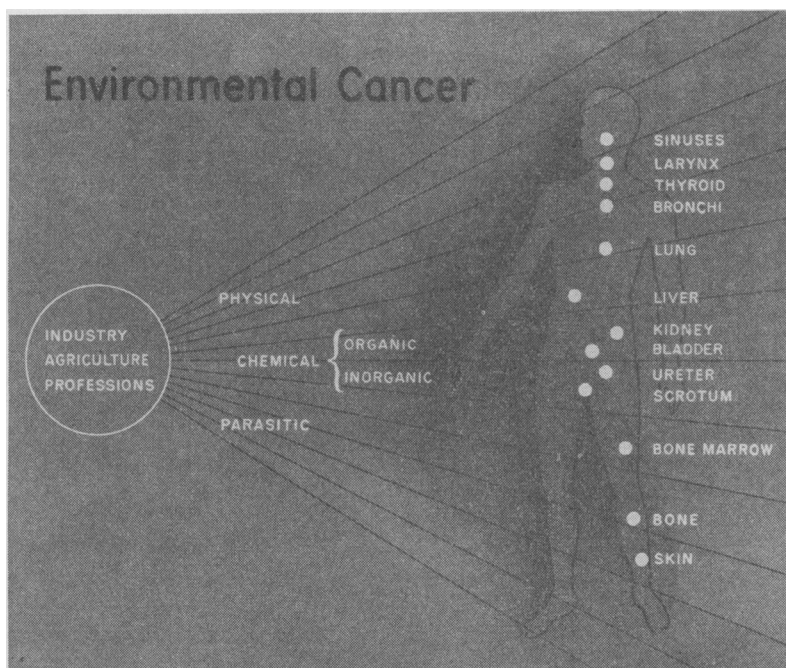 Environmental Cancer
INDUSTRY
AGRICULTURE
PROFESSIONS
PHYSICAL
CHEMICAL
ORGANIC
INORGANIC
PARASITIC
SINUSES
LARYNX
THYROID
BRONCHI
LUNG
LIVER
KIDNEY
BLADDER
URETER
SCROTUM
BONE MARROW
BONE
SKIN